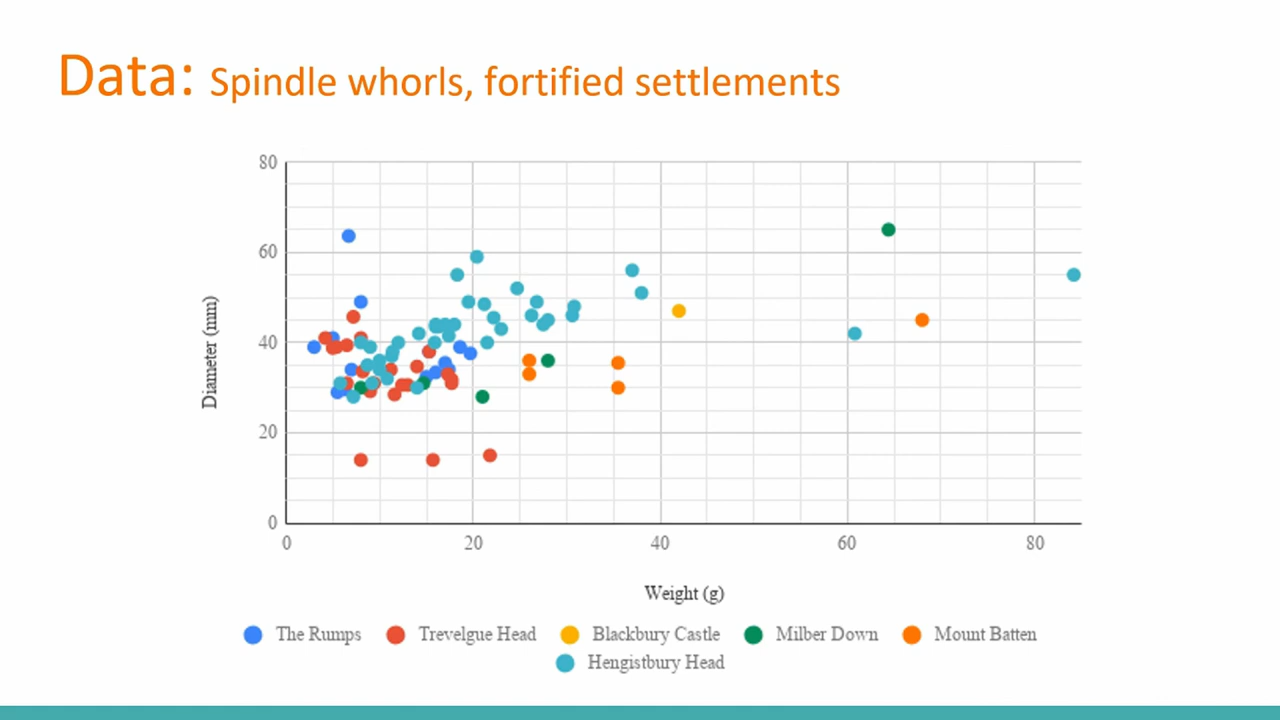 Data: Spindle whorls, fortified settlements
80
60
40
20
0
Diameter (mm)
0 20 40 60 80
Weight (g)
The Rumps Trevelgue Head Blackbury Castle Milber Down Mount Batten
Hengistbury Head